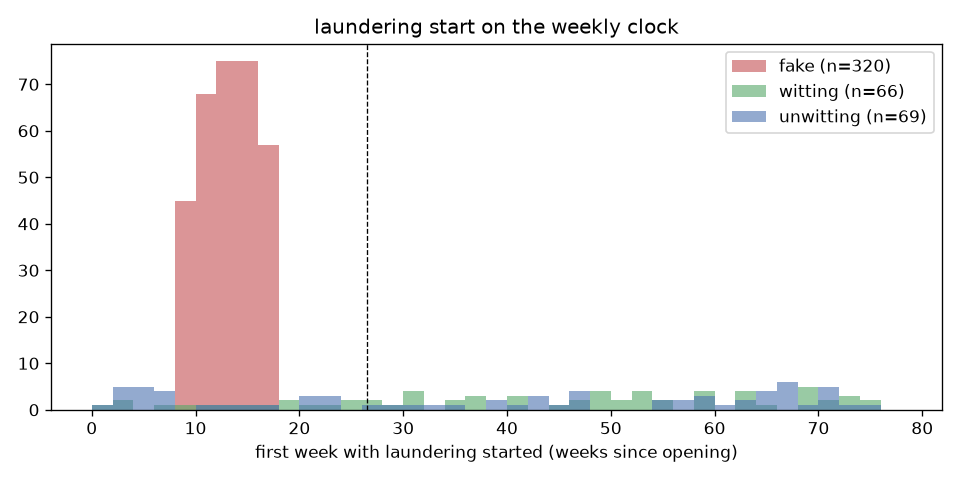 laundering start on the weekly clock
fake (n=320)
witting (n=66)
unwitting (n=69)
70
60
50
40
30
20
10
0
0 10 20 30 40 50 60 70 80
first week with laundering started (weeks since opening)